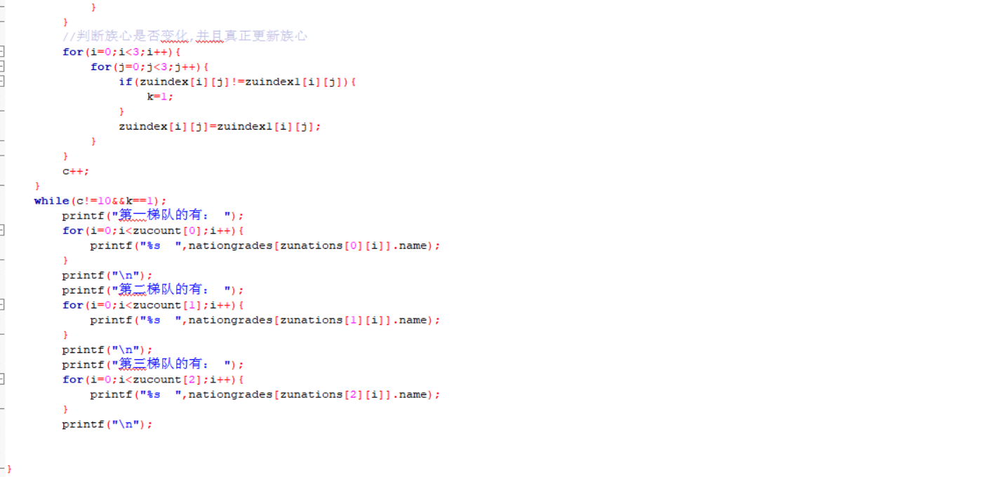 }
}
//判断族心是否变化,并且真正更新族心
for(i=0;i<3;i++){
for(j=0;j<3;j++){
if(zuindex[i][j]!=zuindex1[i][j]){
k=1;
}
zuindex[i][j]=zuindex1[i][j];
}
}
c++;
}
while(c!=10&&k==1);
printf("第一梯队的有： ");
for(i=0;i<zucount[0];i++){
printf("%s  ",nationgrades[zunations[0][i]].name);
}
printf("\n");
printf("第二梯队的有： ");
for(i=0;i<zucount[1];i++){
printf("%s  ",nationgrades[zunations[1][i]].name);
}
printf("\n");
printf("第三梯队的有： ");
for(i=0;i<zucount[2];i++){
printf("%s  ",nationgrades[zunations[2][i]].name);
}
printf("\n");
}